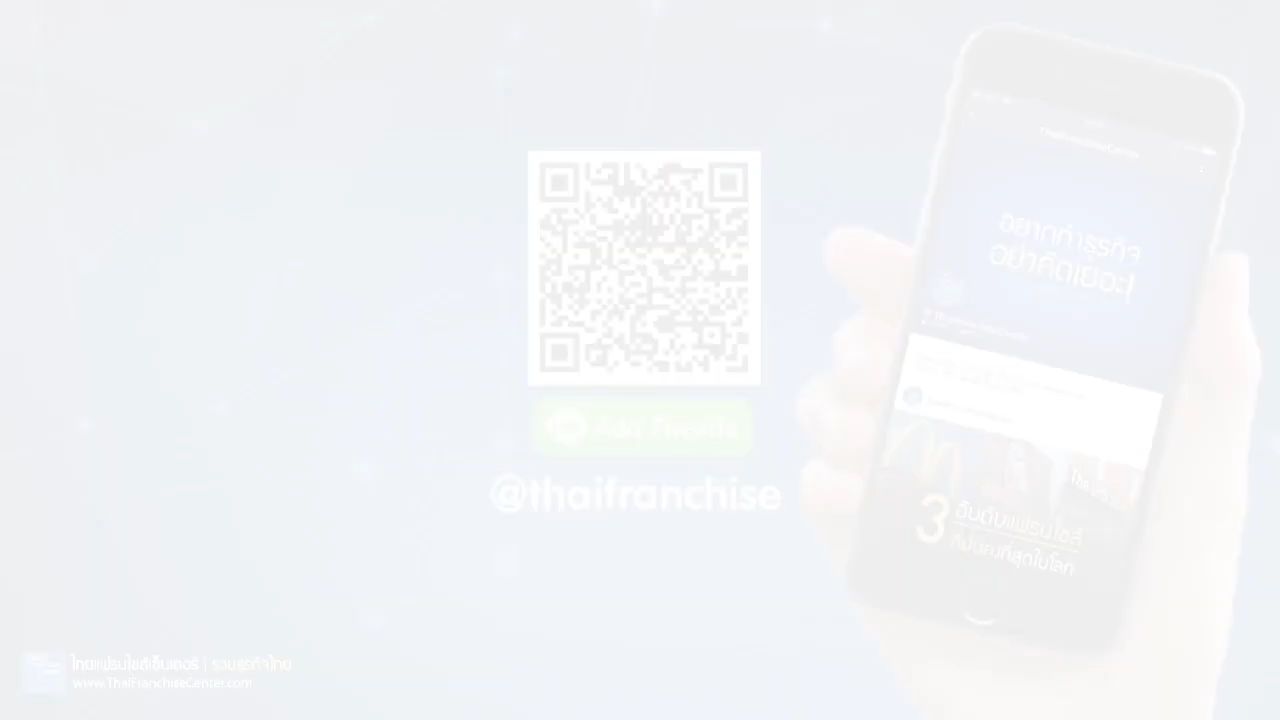 อยากทำธุรกิจ
อย่าคิดเยอะ
Add Friends
@thaifranchise
3
อันดับแฟรนไชส์
ที่มั่นคงที่สุดในโลก
ไทยแฟรนไชส์เซ็นเตอร์ | รวมธุรกิจไทย
www.ThaiFranchiseCenter.com